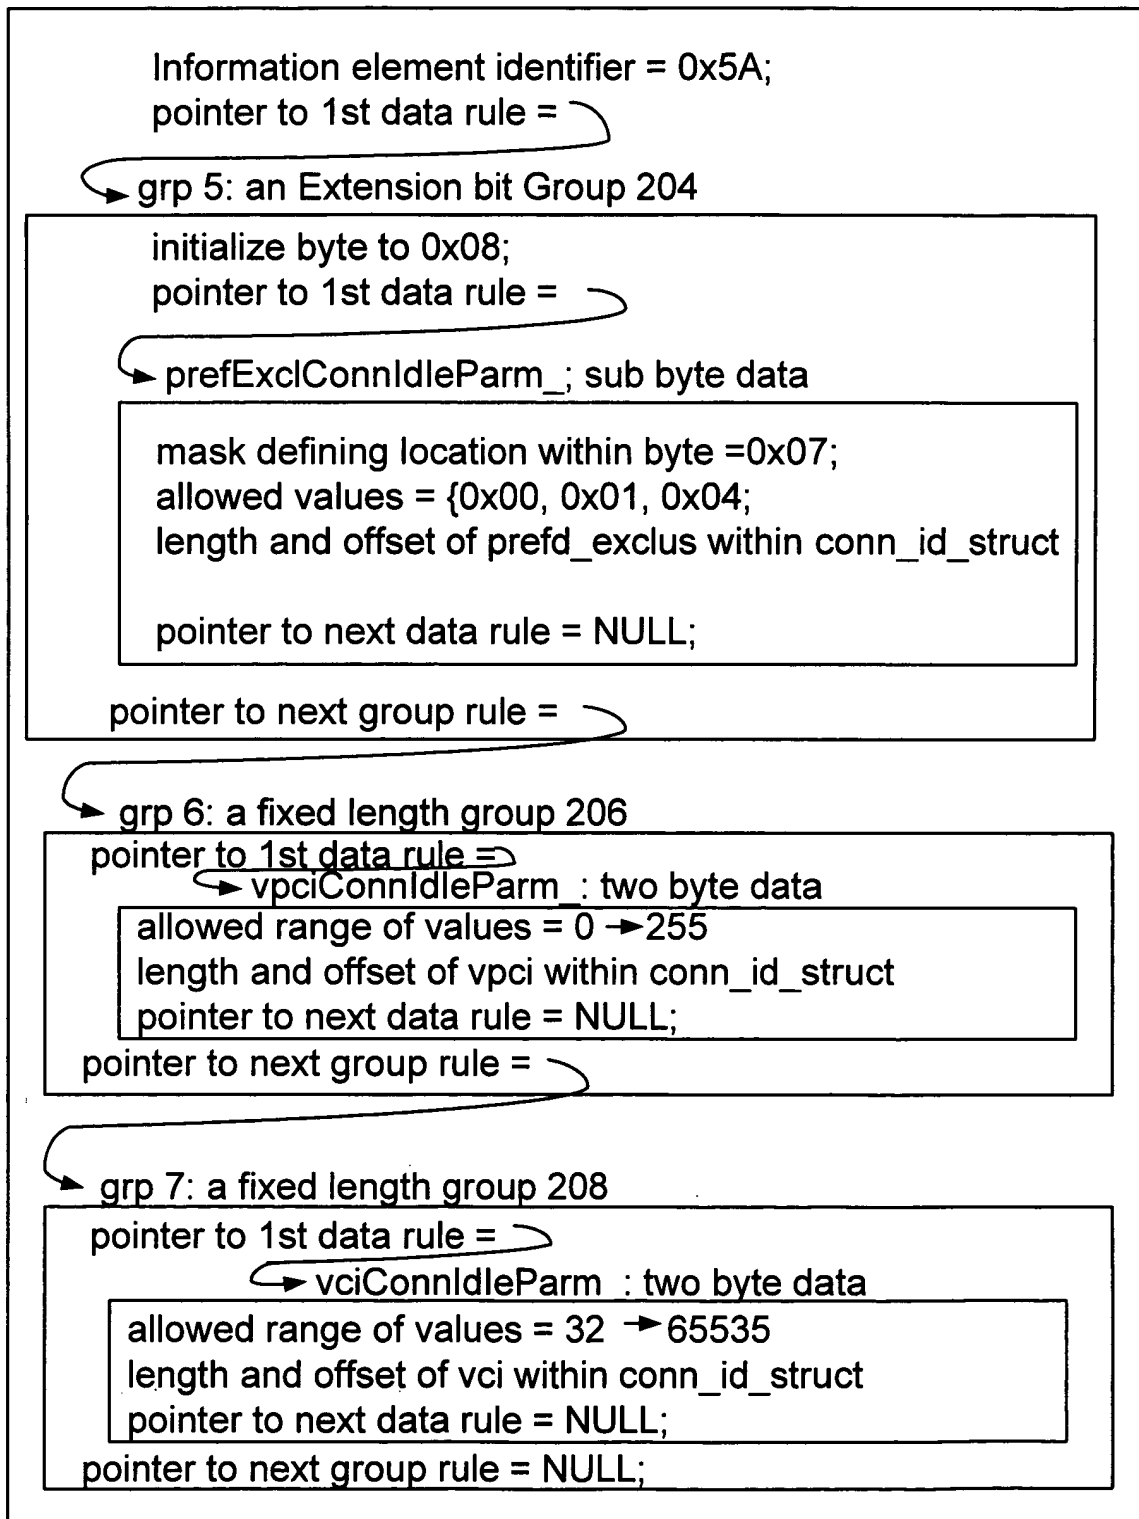 Information element identifier = 0x5A;
pointer to 1st data rule =
grp 5: an Extension bit Group 204
initialize byte to 0x08;
pointer to 1st data rule =
prefExclConnIdleParm_; sub byte data
mask defining location within byte =0x07;
allowed values = {0x00, 0x01, 0x04;
length and offset of prefd_exclus within conn_id_struct
pointer to next data rule = NULL;
pointer to next group rule =
grp 6: a fixed length group 206
pointer to 1st data rule =
vpciConnIdleParm_: two byte data
allowed range of values = 0 → 255
length and offset of vpci within conn_id_struct
pointer to next data rule = NULL;
pointer to next group rule =
grp 7: a fixed length group 208
pointer to 1st data rule =
vciConnIdleParm_: two byte data
allowed range of values = 32 → 65535
length and offset of vci within conn_id_struct
pointer to next data rule = NULL;
pointer to next group rule = NULL;